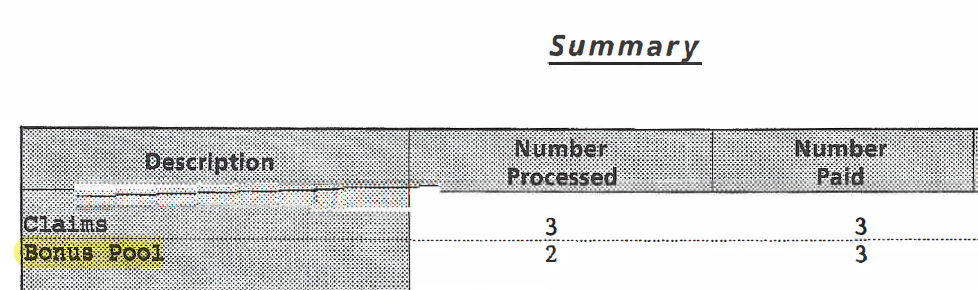 Summary
Description Number Processed Number Paid
Claims 3 3
Bonus Pool 2 3